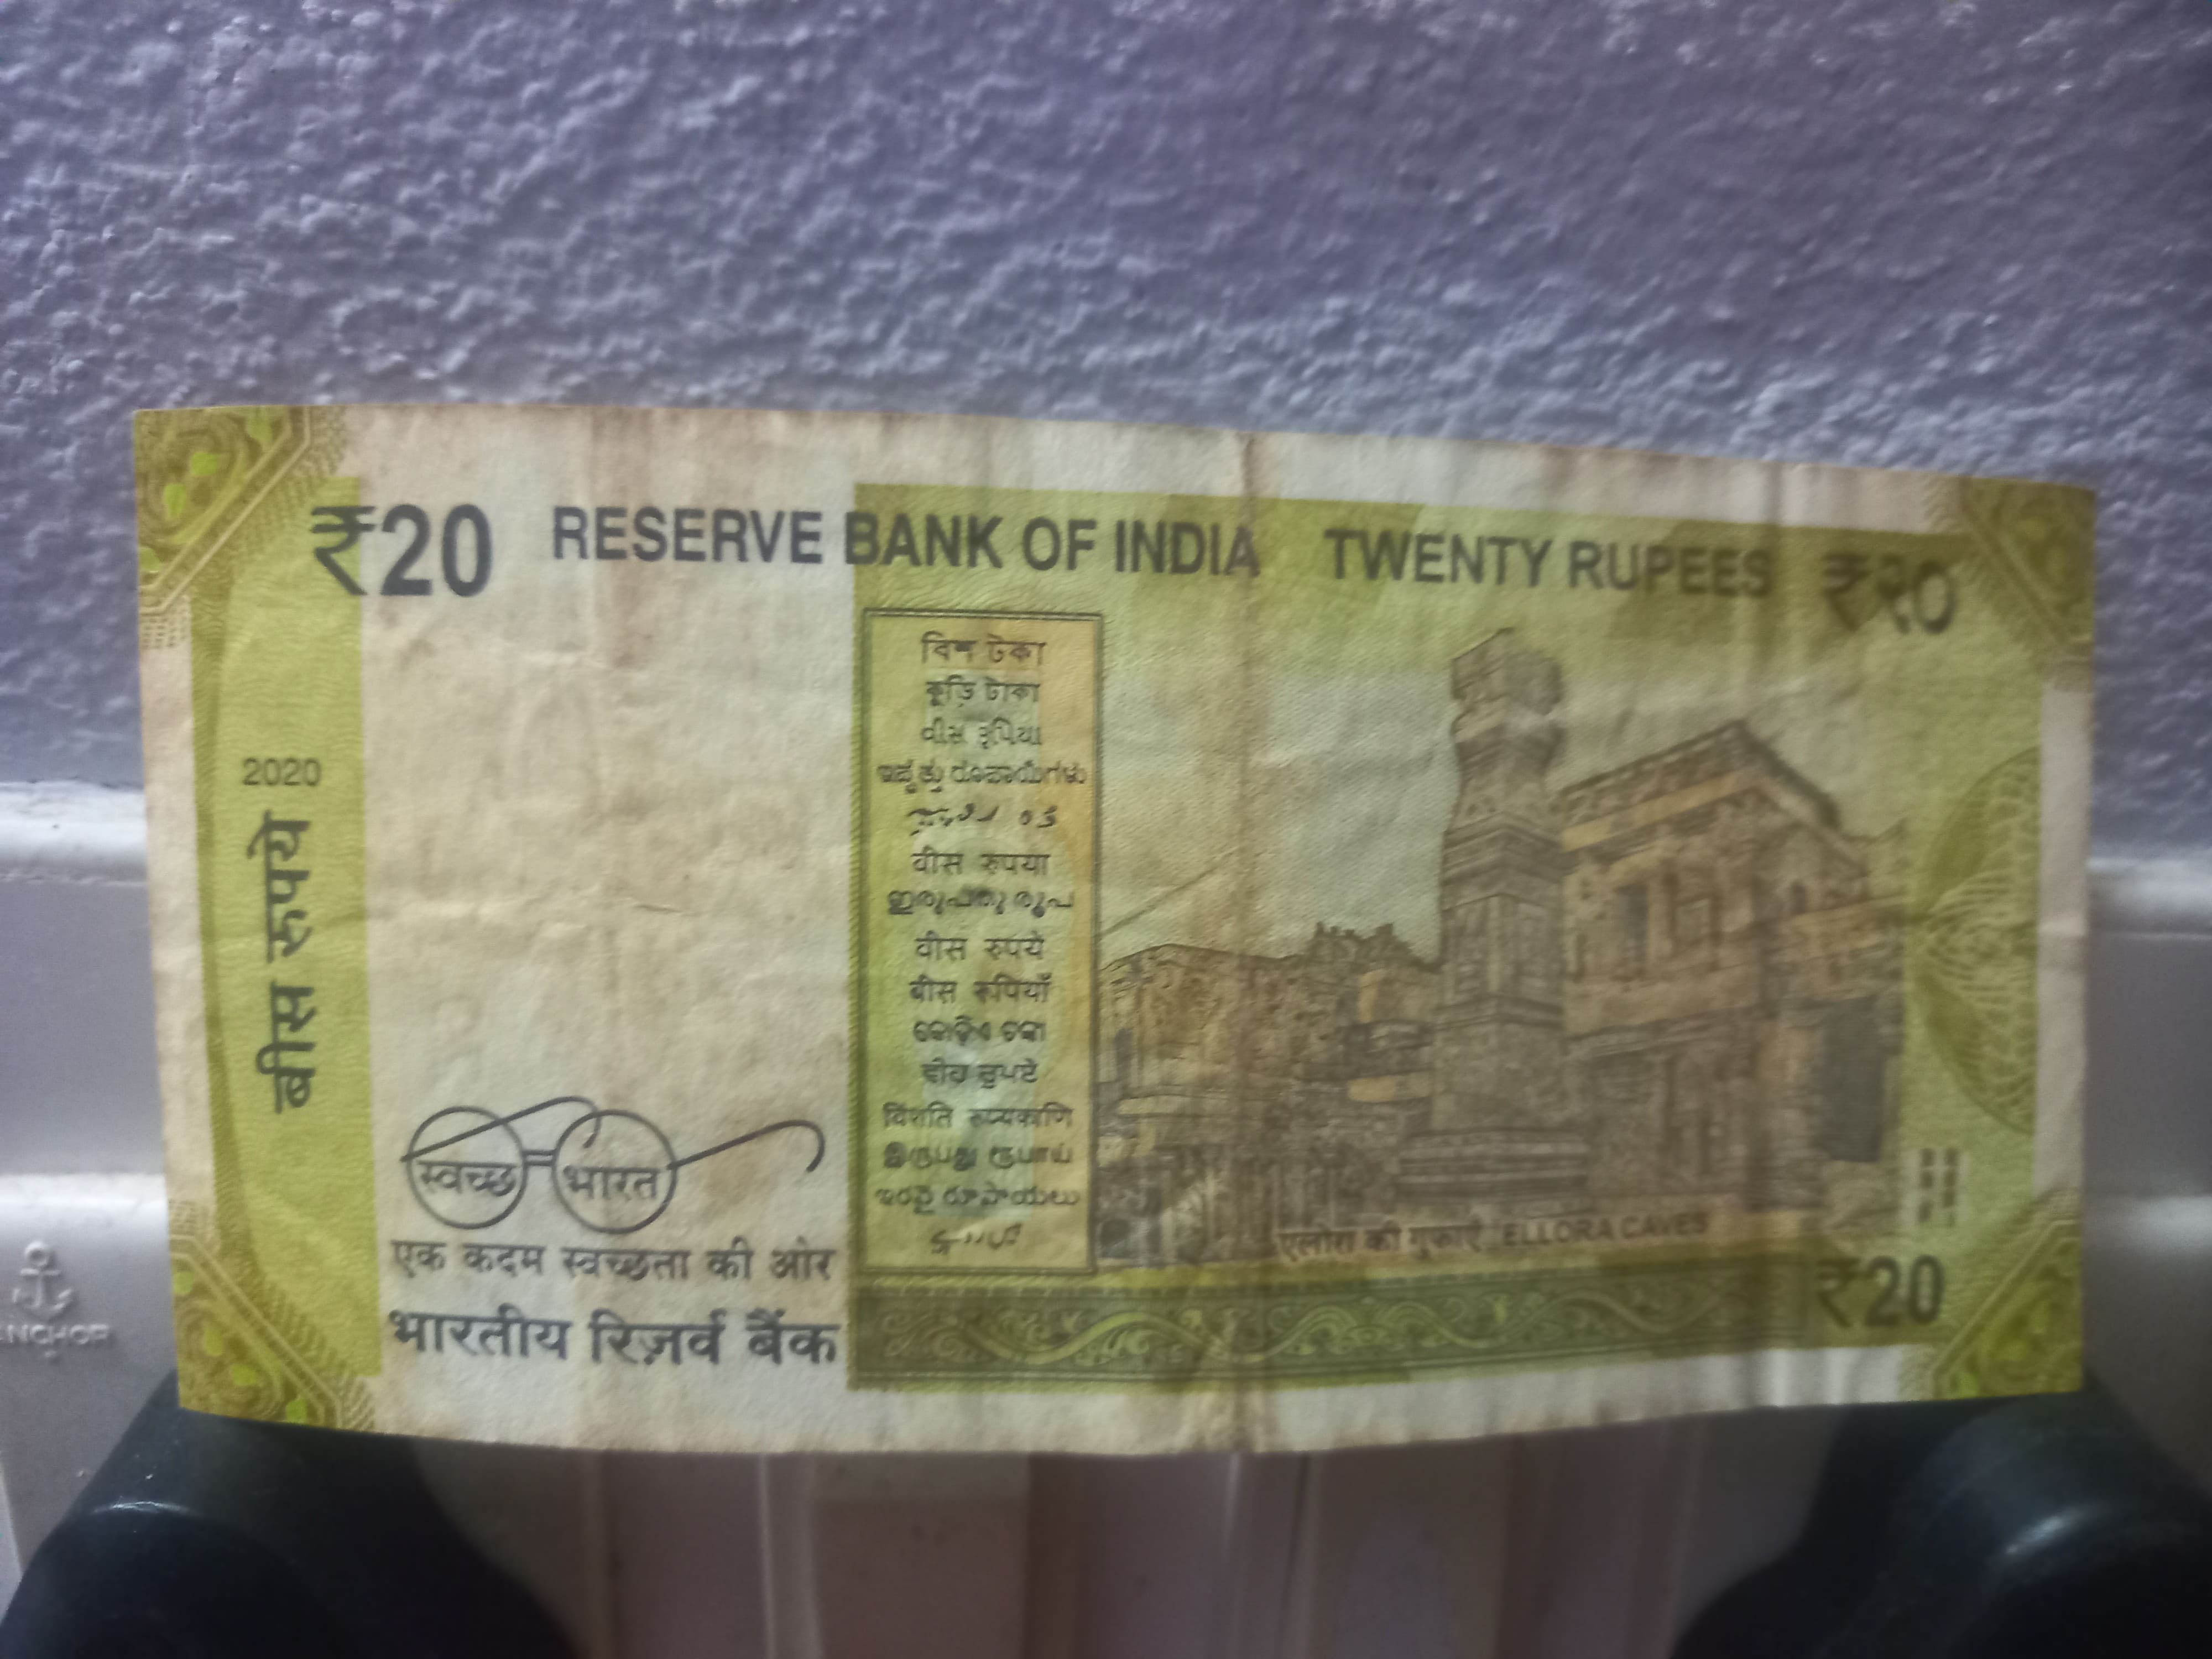 ₹20 RESERVE BANK OF INDIA TWENTY RUPEES ₹२०
2020
बीस रुपये
বিশ টকা
কুড়ি টাকা
વીસ રૂપિયા
ಇಪ್ಪತ್ತು ರೂಪಾಯಿಗಳು
वीस रुपया
ഇരുപതു രൂപ
वीस रुपये
बीस रुपियाँ
କୋଡ଼ିଏ ଟଙ୍କା
ਵੀਹ ਰੁਪਏ
विंशति रूप्यकाणि
இருபது ரூபாய்
ఇరవై రూపాయలు
एलोरा की गुफाएं ELLORA CAVES
₹20
स्वच्छ भारत
एक कदम स्वच्छता की ओर
भारतीय रिज़र्व बैंक
ANCHOR